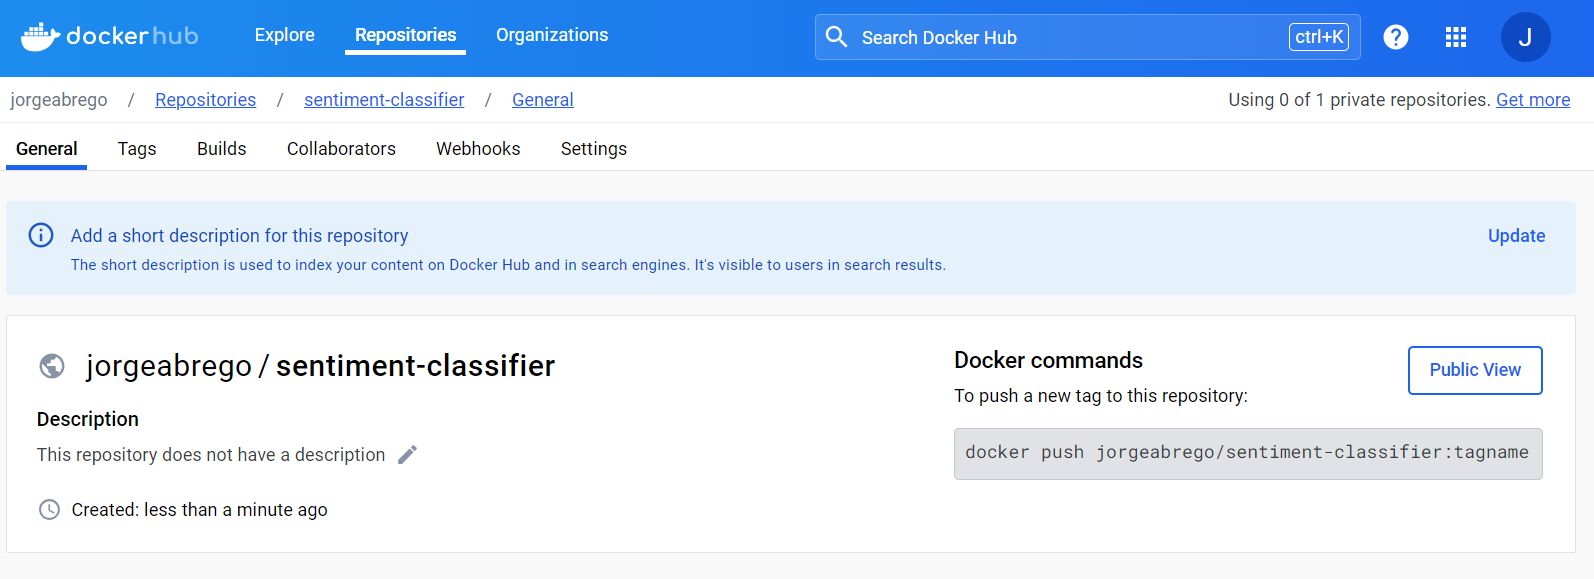 dockerhub Explore Repositories Organizations Search Docker Hub ctrl+K ? J
jorgeabrego / Repositories / sentiment-classifier / General Using 0 of 1 private repositories. Get more
General Tags Builds Collaborators Webhooks Settings
Add a short description for this repository Update
The short description is used to index your content on Docker Hub and in search engines. It's visible to users in search results.
jorgeabrego / sentiment-classifier
Description
This repository does not have a description
Created: less than a minute ago
Docker commands
Public View
To push a new tag to this repository:
docker push jorgeabrego/sentiment-classifier:tagname